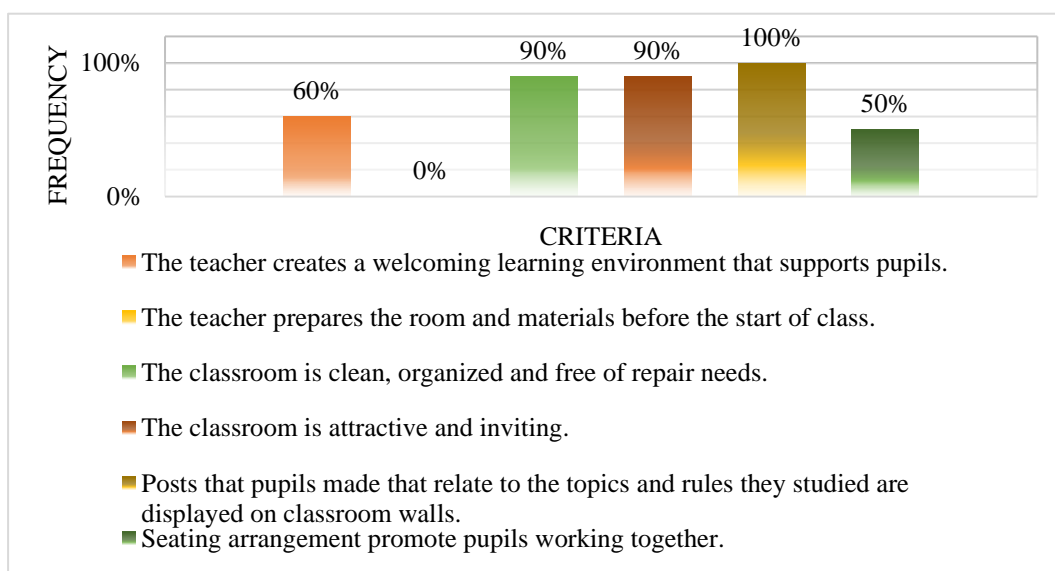 90% 90% 100%
100%
60%
50%
0%
0%
FREQUENCY
CRITERIA
The teacher creates a welcoming learning environment that supports pupils.
The teacher prepares the room and materials before the start of class.
The classroom is clean, organized and free of repair needs.
The classroom is attractive and inviting.
Posts that pupils made that relate to the topics and rules they studied are
displayed on classroom walls.
Seating arrangement promote pupils working together.